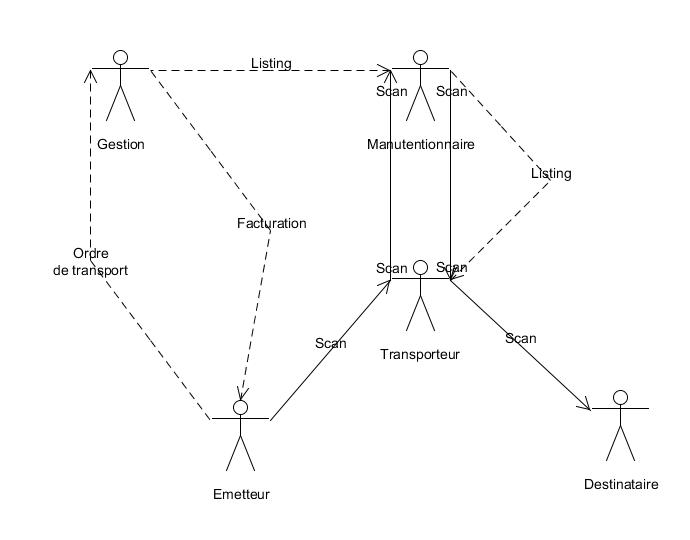 Listing
Scan
Scan
Gestion
Manutentionnaire
Listing
Facturation
Ordre
de transport
Scan
Scan
Scan
Scan
Transporteur
Emetteur
Destinataire